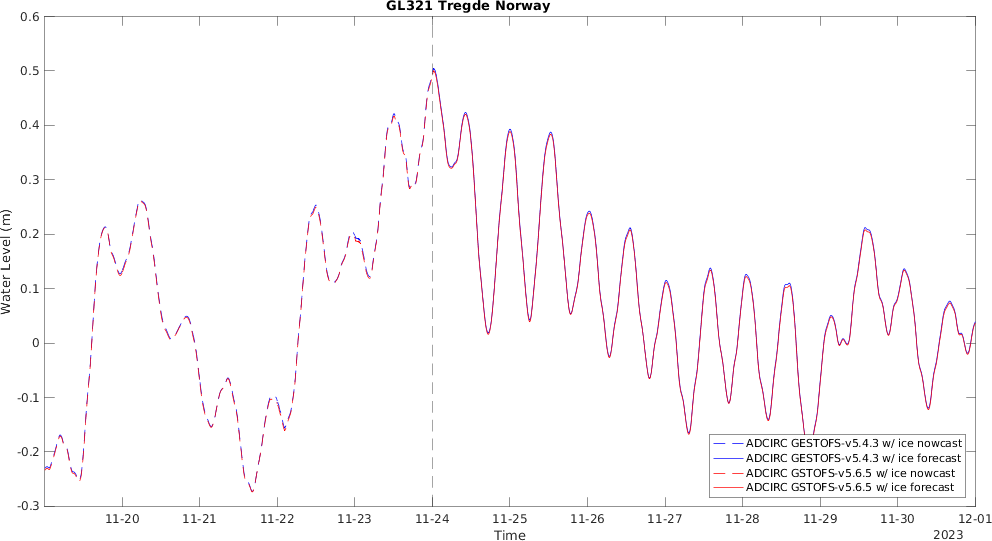 GL321 Tregde Norway
0.6
0.5
0.4
0.3
0.2
0.1
0
-0.1
-0.2
-0.3
Water Level (m)
ADCIRC GESTOFS-v5.4.3 w/ ice nowcast
ADCIRC GESTOFS-v5.4.3 w/ ice forecast
ADCIRC GSTOFS-v5.6.5 w/ ice nowcast
ADCIRC GSTOFS-v5.6.5 w/ ice forecast
11-20 11-21 11-22 11-23 11-24 11-25 11-26 11-27 11-28 11-29 11-30 12-01
Time
2023